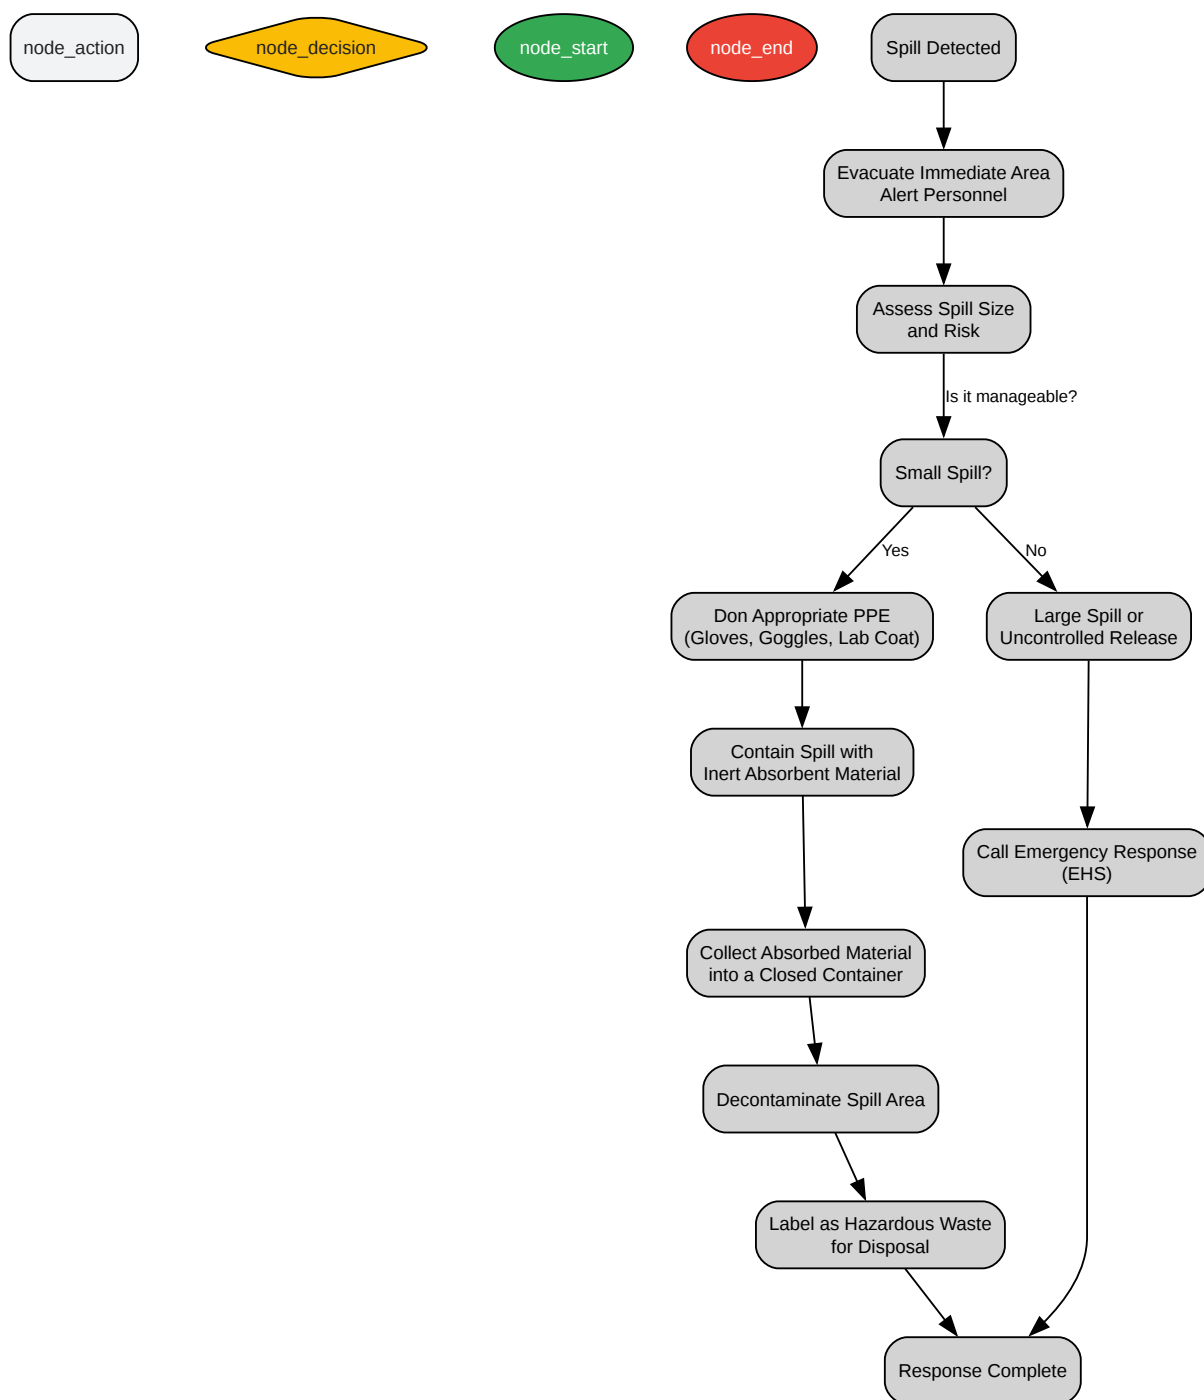 node_action
node_decision
node_start
node_end
Spill Detected
Evacuate Immediate Area
Alert Personnel
Assess Spill Size
and Risk
Is it manageable?
Small Spill?
Yes
No
Don Appropriate PPE
(Gloves, Goggles, Lab Coat)
Large Spill or
Uncontrolled Release
Contain Spill with
Inert Absorbent Material
Call Emergency Response
(EHS)
Collect Absorbed Material
into a Closed Container
Decontaminate Spill Area
Label as Hazardous Waste
for Disposal
Response Complete